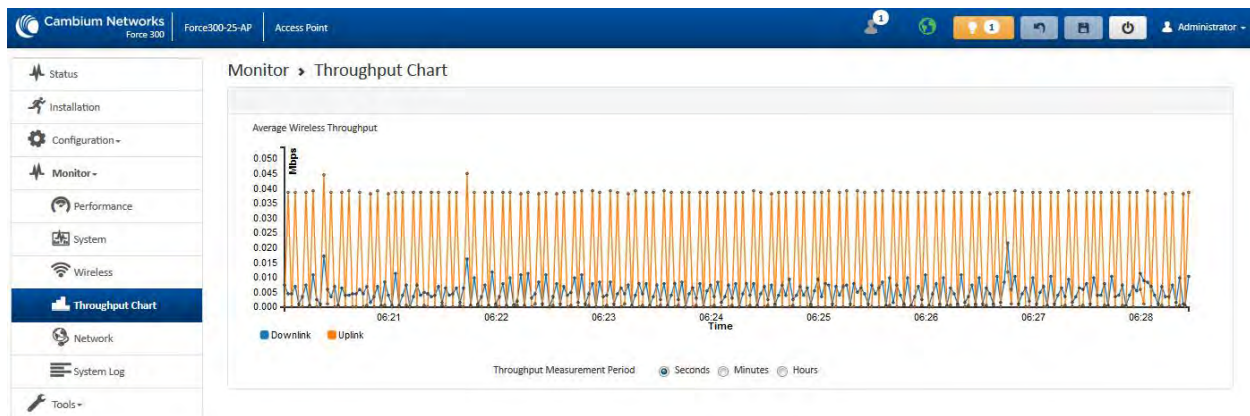 Cambium Networks
Force 300
Force300-25-AP
Access Point
1
1
Administrator
Status
Installation
Configuration
Monitor
Performance
System
Wireless
Throughput Chart
Network
System Log
Tools
Monitor > Throughput Chart
Average Wireless Throughput
Mbps
0.050
0.045
0.040
0.035
0.030
0.025
0.020
0.015
0.010
0.005
0.000
06:21 06:22 06:23 06:24 06:25 06:26 06:27 06:28
Time
Downlink Uplink
Throughput Measurement Period Seconds Minutes Hours